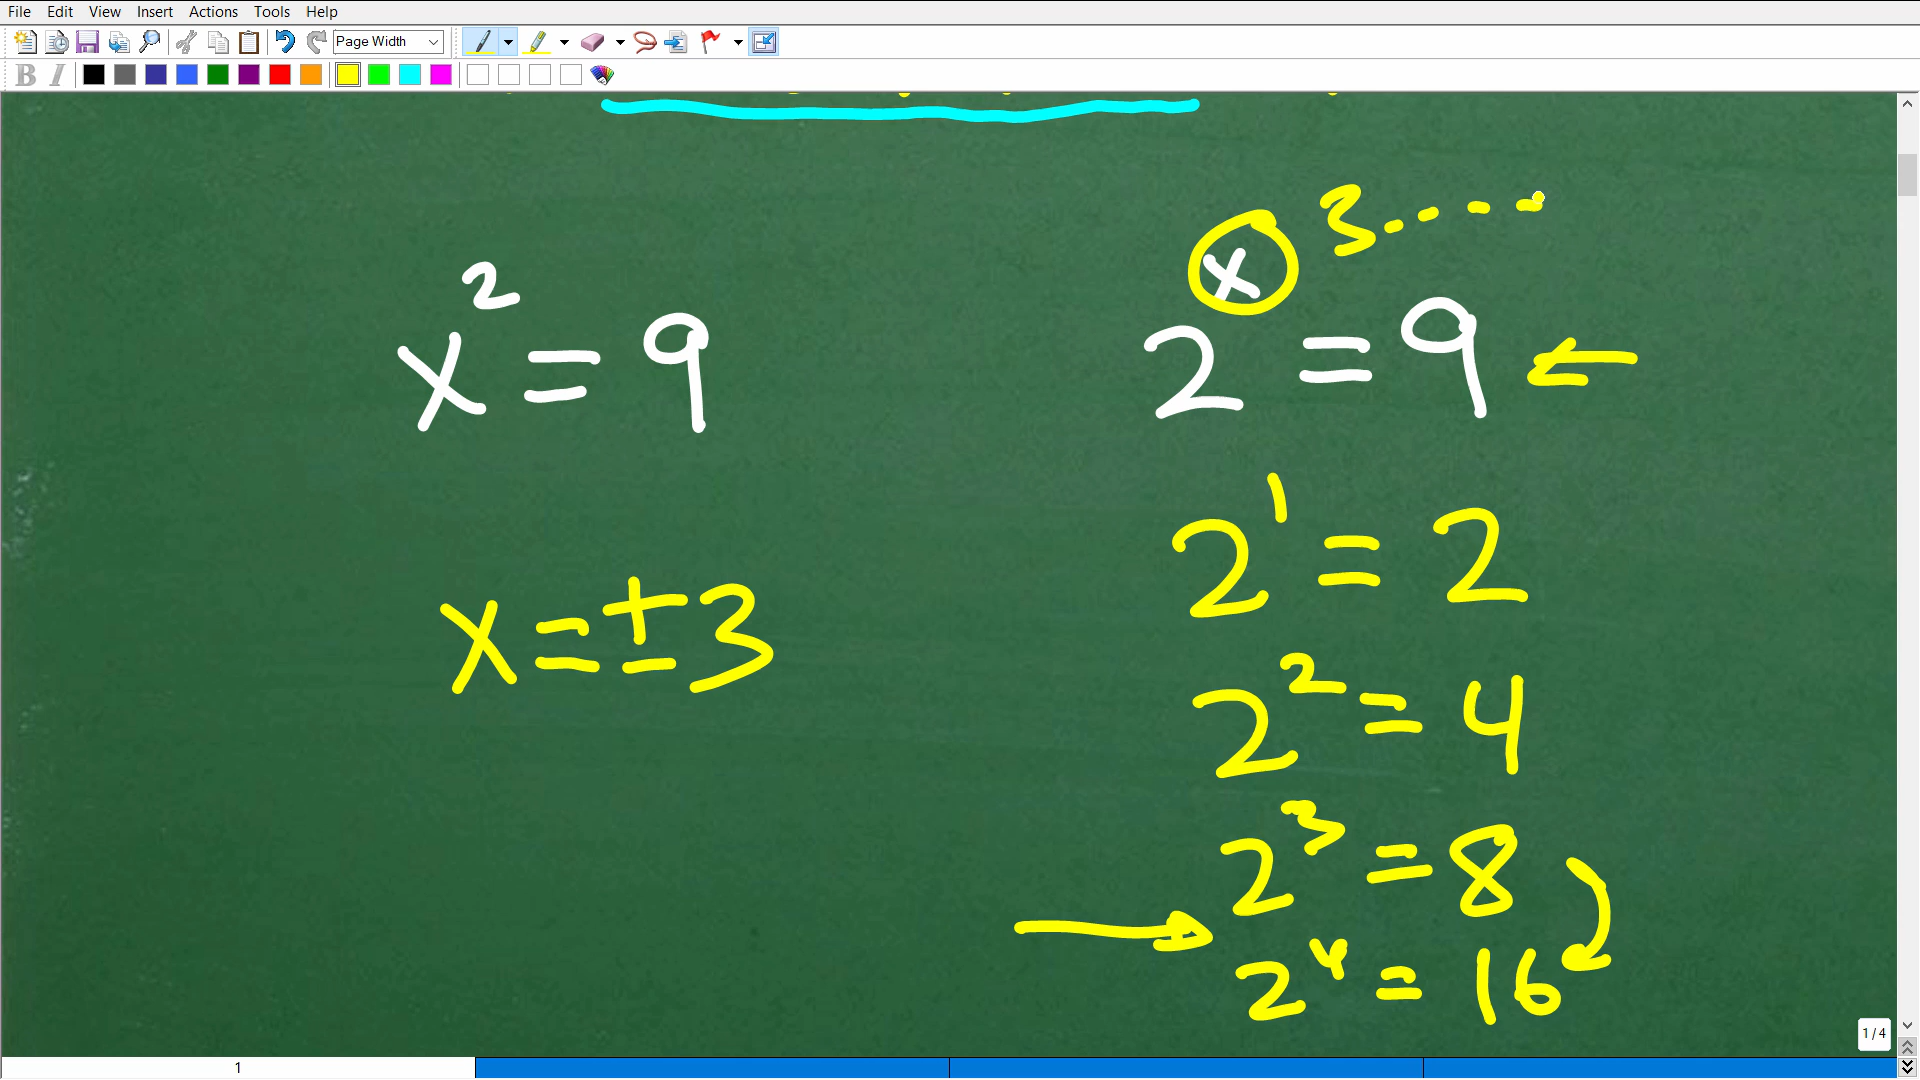 File Edit View Insert Actions Tools Help
Page Width
B I
3.----
x² = 9
2ˣ = 9
2¹ = 2
x = ±3
2² = 4
2³ = 8
2⁴ = 16
1 / 4
1